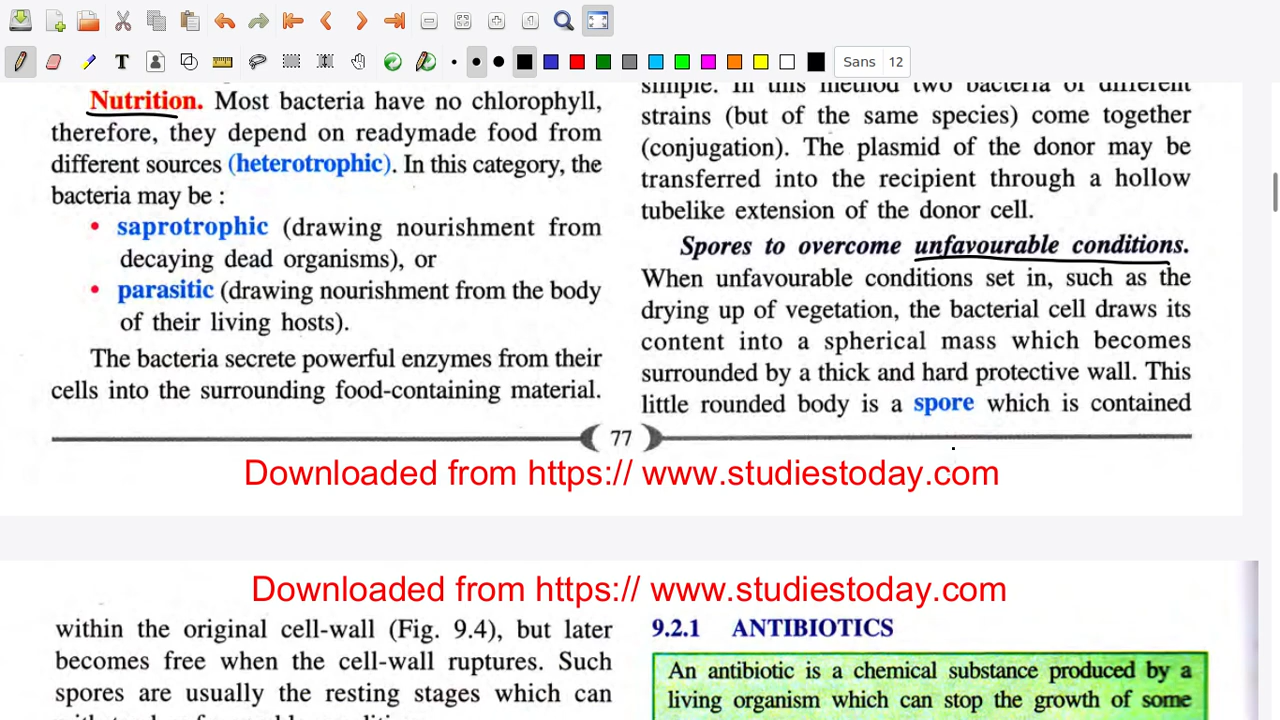 Sans 12
Nutrition. Most bacteria have no chlorophyll,
therefore, they depend on readymade food from
different sources (heterotrophic). In this category, the
bacteria may be :
• saprotrophic (drawing nourishment from
decaying dead organisms), or
• parasitic (drawing nourishment from the body
of their living hosts).
The bacteria secrete powerful enzymes from their
cells into the surrounding food-containing material.
simple. In this method two bacteria of different
strains (but of the same species) come together
(conjugation). The plasmid of the donor may be
transferred into the recipient through a hollow
tubelike extension of the donor cell.
Spores to overcome unfavourable conditions.
When unfavourable conditions set in, such as the
drying up of vegetation, the bacterial cell draws its
content into a spherical mass which becomes
surrounded by a thick and hard protective wall. This
little rounded body is a spore which is contained
77
Downloaded from https:// www.studiestoday.com
Downloaded from https:// www.studiestoday.com
within the original cell-wall (Fig. 9.4), but later
becomes free when the cell-wall ruptures. Such
spores are usually the resting stages which can
9.2.1 ANTIBIOTICS
An antibiotic is a chemical substance produced by a
living organism which can stop the growth of some